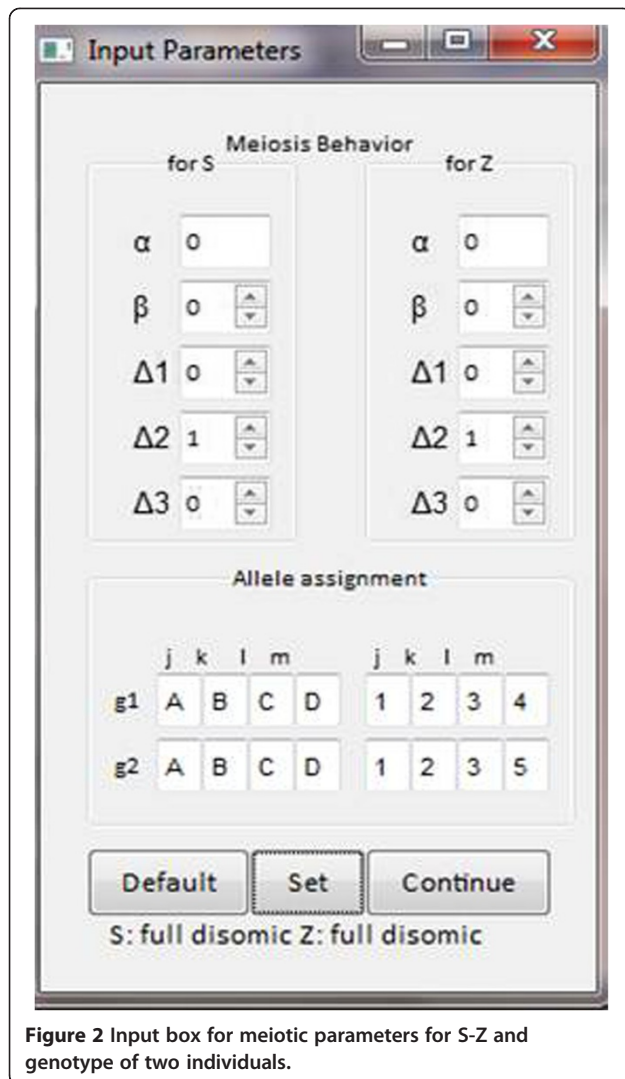 Input Parameters
Meiosis Behavior
for S
for Z
α 0 α 0
β 0 β 0
Δ1 0 Δ1 0
Δ2 1 Δ2 1
Δ3 0 Δ3 0
Allele assignment
j k l m j k l m
g1 A B C D 1 2 3 4
g2 A B C D 1 2 3 5
Default Set Continue
S: full disomic Z: full disomic
Figure 2 Input box for meiotic parameters for S-Z and
genotype of two individuals.